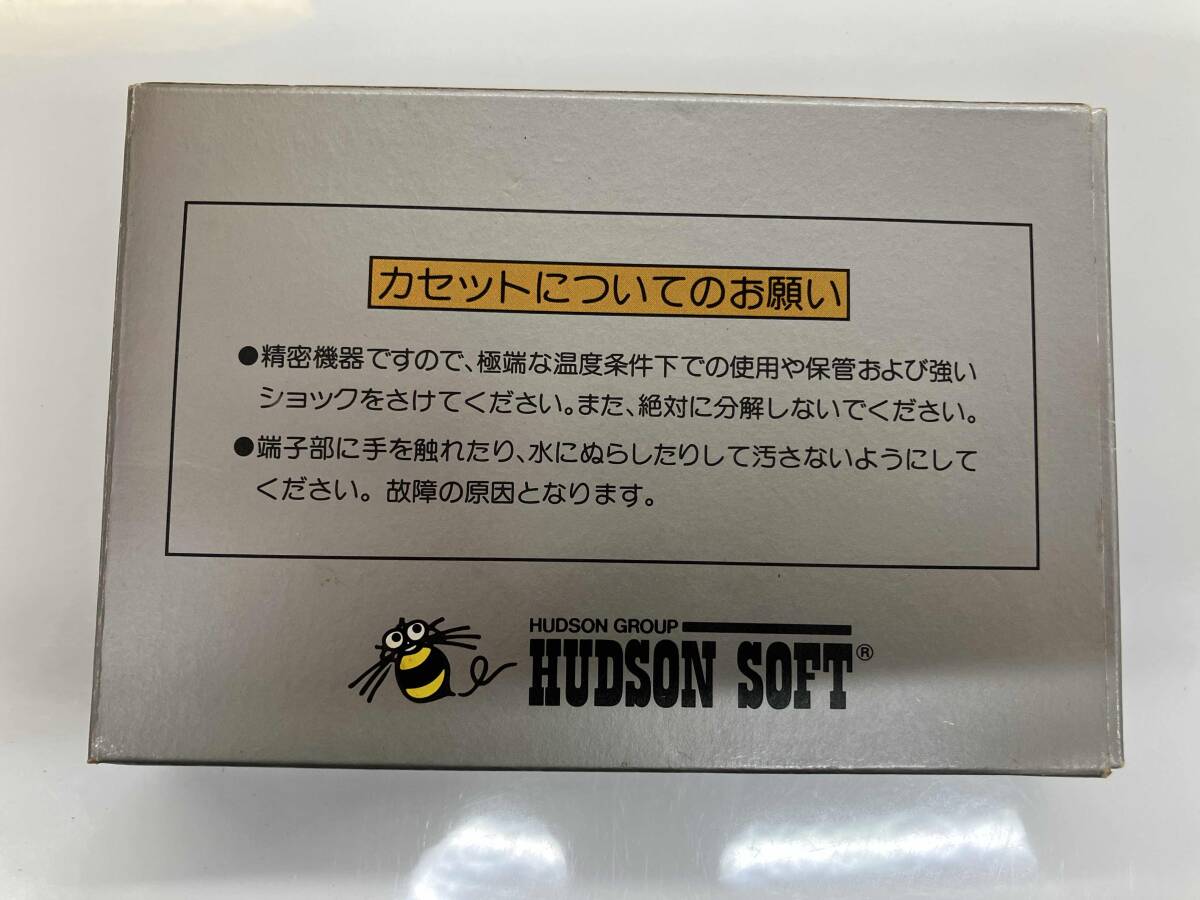 カセットについてのお願い
●精密機器ですので、極端な温度条件下での使用や保管および強い
ショックをさけてください。また、絶対に分解しないでください。
●端子部に手を触れたり、水にぬらしたりして汚さないようにして
ください。故障の原因となります。
HUDSON GROUP
HUDSON SOFT®